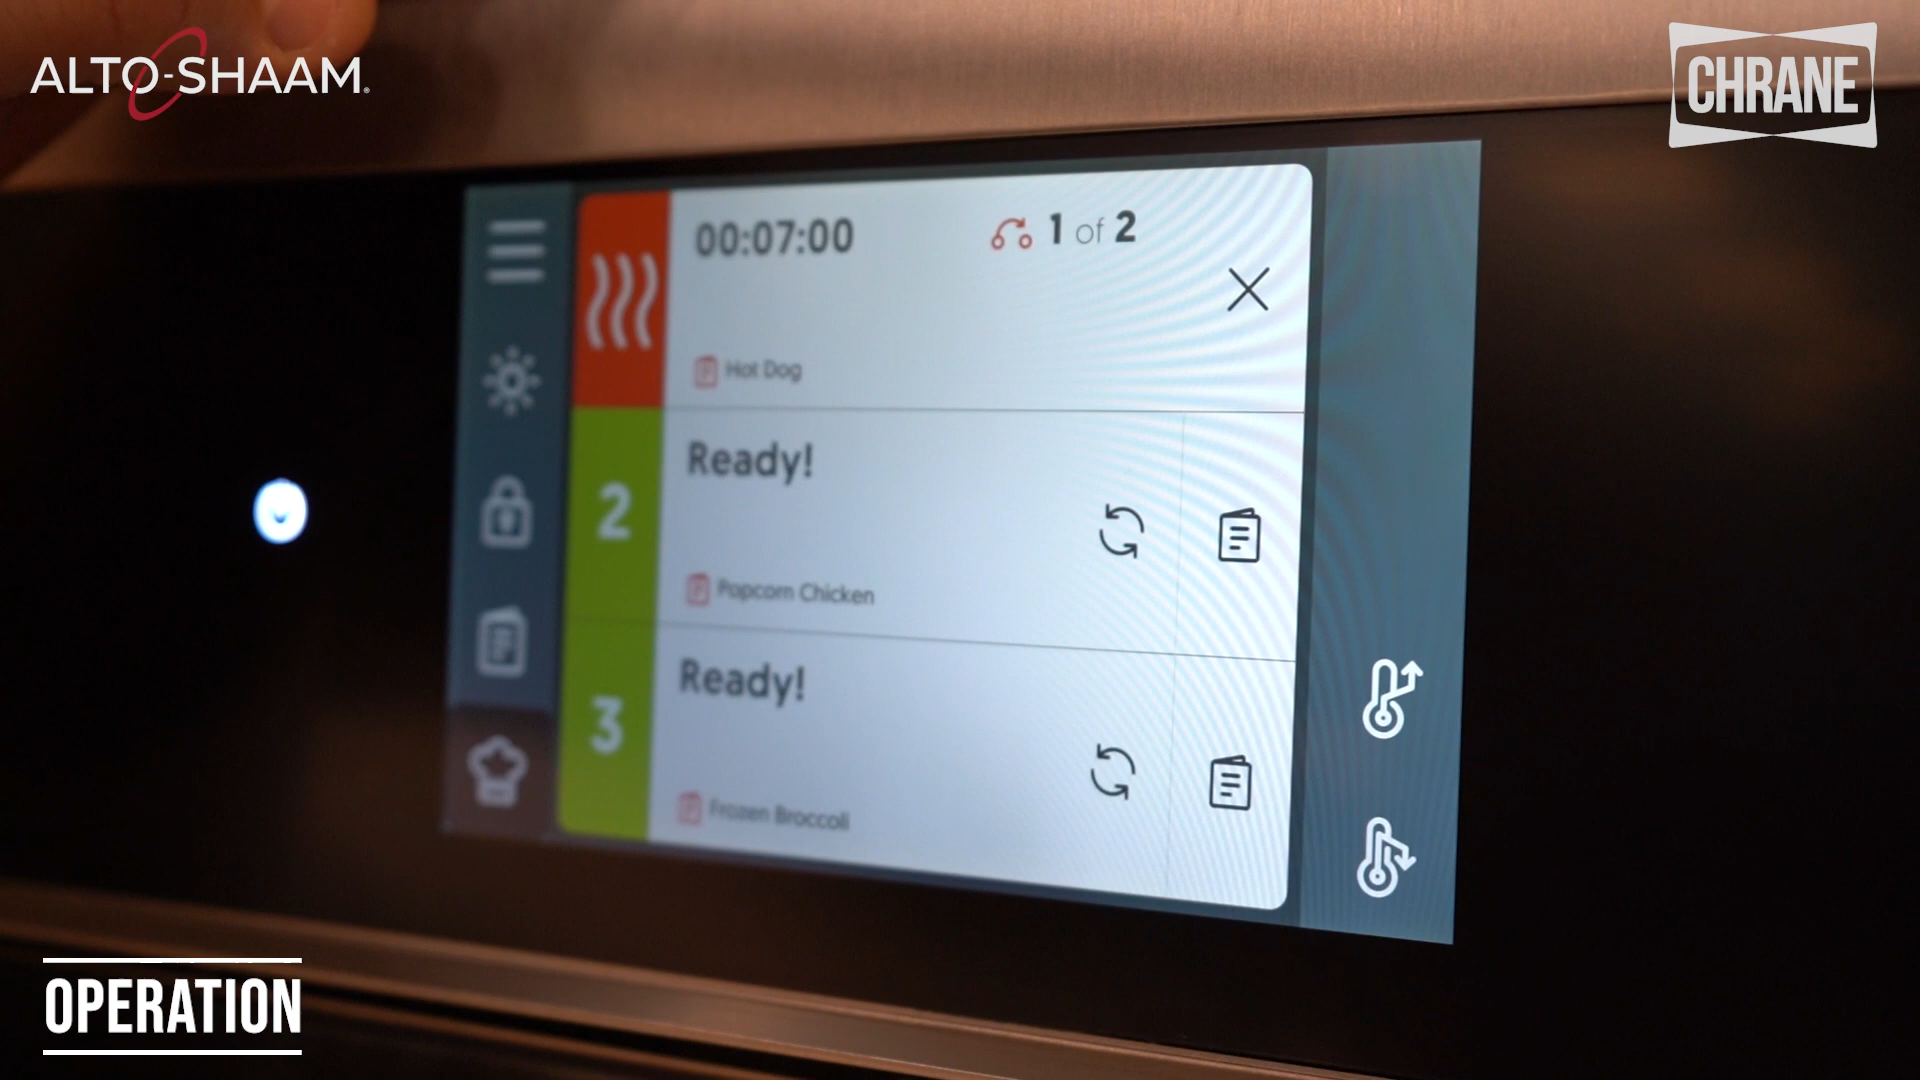 ALTO-SHAAM®
CHRANE
00:07:00
1 of 2
Hot Dog
2
Ready!
Popcorn Chicken
3
Ready!
Frozen Broccoli
OPERATION